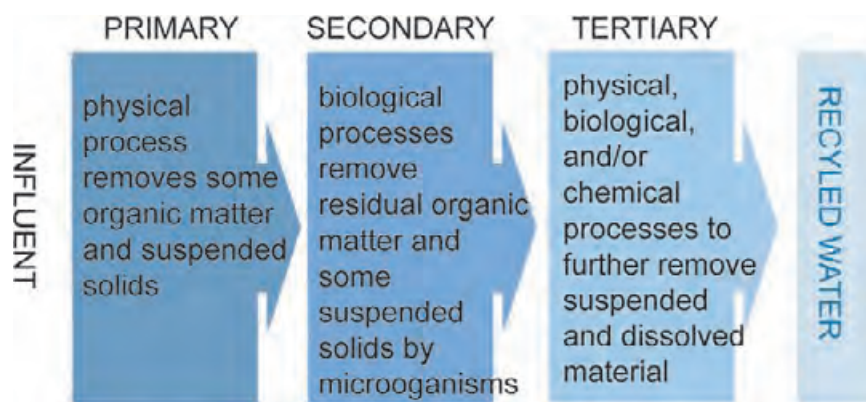 PRIMARY
SECONDARY
TERTIARY
INFLUENT
physical
process
removes some
organic matter
and suspended
solids
biological
processes
remove
residual organic
matter and
some
suspended
solids by
microoganisms
physical,
biological,
and/or
chemical
processes to
further remove
suspended
and dissolved
material
RECYLED WATER